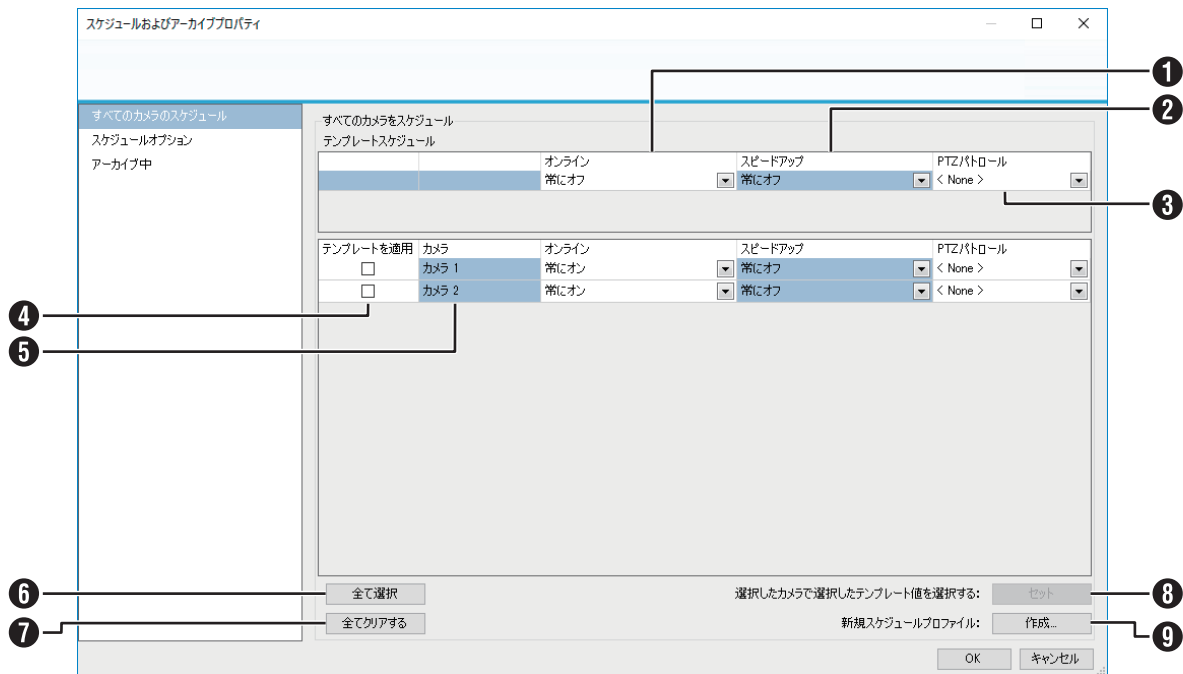 スケジュールおよびアーカイブプロパティ
❶
❷
すべてのカメラのスケジュール
スケジュールオプション
アーカイブ中
すべてのカメラをスケジュール
テンプレートスケジュール
オンライン スピードアップ PTZパトロール
常にオフ 常にオフ < None >
❸
テンプレートを適用 カメラ オンライン スピードアップ PTZパトロール
カメラ 1 常にオン 常にオフ < None >
カメラ 2 常にオン 常にオフ < None >
❹
❺
❻ 全て選択 選択したカメラで選択したテンプレート値を選択する: セット ❽
❼ 全てクリアする 新規スケジュールプロファイル: 作成... ❾
OK キャンセル